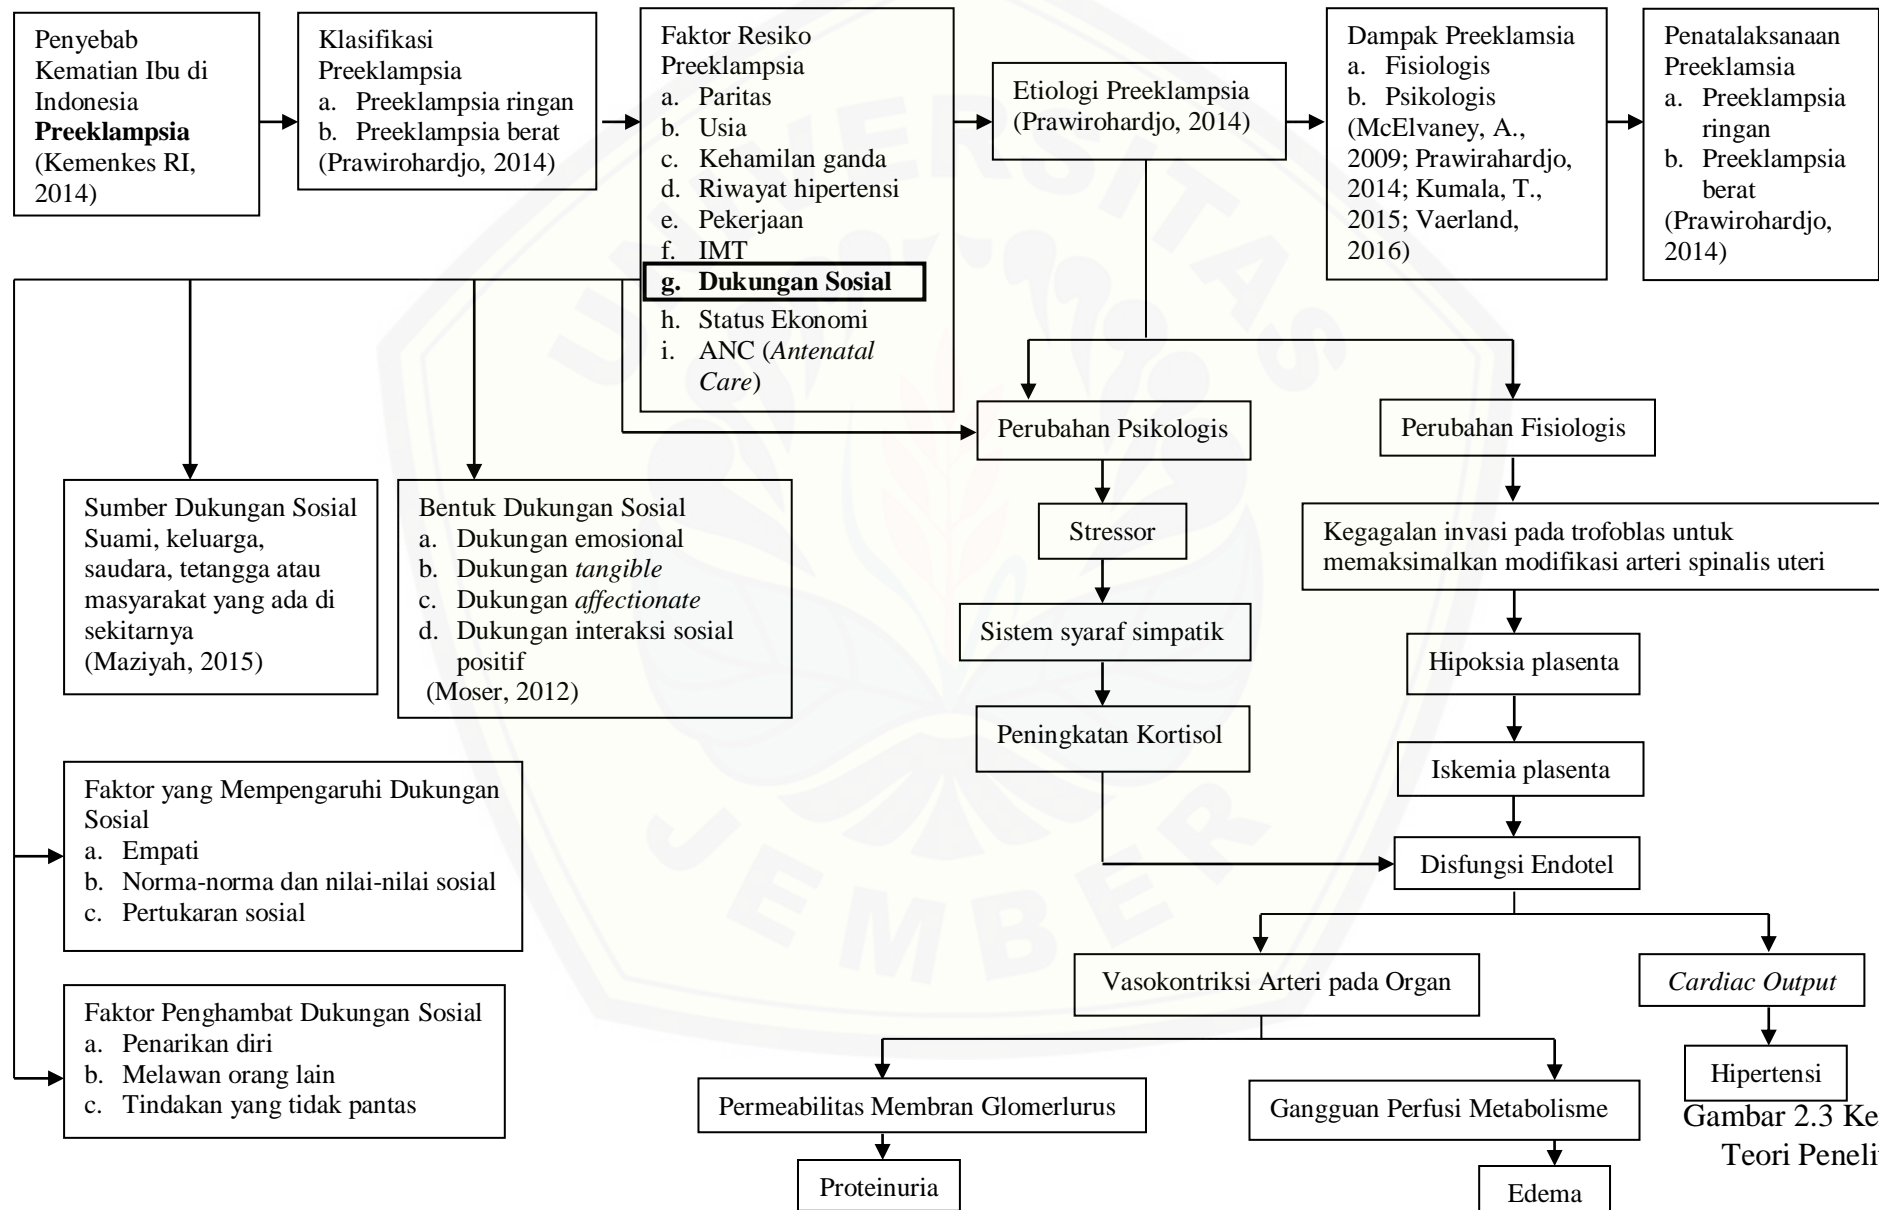 Penyebab
Kematian Ibu di
Indonesia
Preeklampsia
(Kemenkes RI,
2014)
Klasifikasi
Preeklampsia
a. Preeklampsia ringan
b. Preeklampsia berat
(Prawirohardjo, 2014)
Faktor Resiko
Preeklampsia
a. Paritas
b. Usia
c. Kehamilan ganda
d. Riwayat hipertensi
e. Pekerjaan
f. IMT
g. Dukungan Sosial
h. Status Ekonomi
i. ANC (Antenatal
Care)
Etiologi Preeklampsia
(Prawirohardjo, 2014)
Dampak Preeklamsia
a. Fisiologis
b. Psikologis
(McElvaney, A.,
2009; Prawirahardjo,
2014; Kumala, T.,
2015; Vaerland,
2016)
Penatalaksanaan
Preeklamsia
a. Preeklampsia
ringan
b. Preeklampsia
berat
(Prawirohardjo,
2014)
Perubahan Psikologis
Perubahan Fisiologis
Sumber Dukungan Sosial
Suami, keluarga,
saudara, tetangga atau
masyarakat yang ada di
sekitarnya
(Maziyah, 2015)
Bentuk Dukungan Sosial
a. Dukungan emosional
b. Dukungan tangible
c. Dukungan affectionate
d. Dukungan interaksi sosial
positif
(Moser, 2012)
Stressor
Kegagalan invasi pada trofoblas untuk
memaksimalkan modifikasi arteri spinalis uteri
Sistem syaraf simpatik
Hipoksia plasenta
Peningkatan Kortisol
Iskemia plasenta
Faktor yang Mempengaruhi Dukungan
Sosial
a. Empati
b. Norma-norma dan nilai-nilai sosial
c. Pertukaran sosial
Disfungsi Endotel
Vasokontriksi Arteri pada Organ
Cardiac Output
Faktor Penghambat Dukungan Sosial
a. Penarikan diri
b. Melawan orang lain
c. Tindakan yang tidak pantas
Hipertensi
Permeabilitas Membran Glomerlurus
Gangguan Perfusi Metabolisme
Gambar 2.3 Ke
Teori Peneli
Proteinuria
Edema
UNIVERSITAS
JEMBER